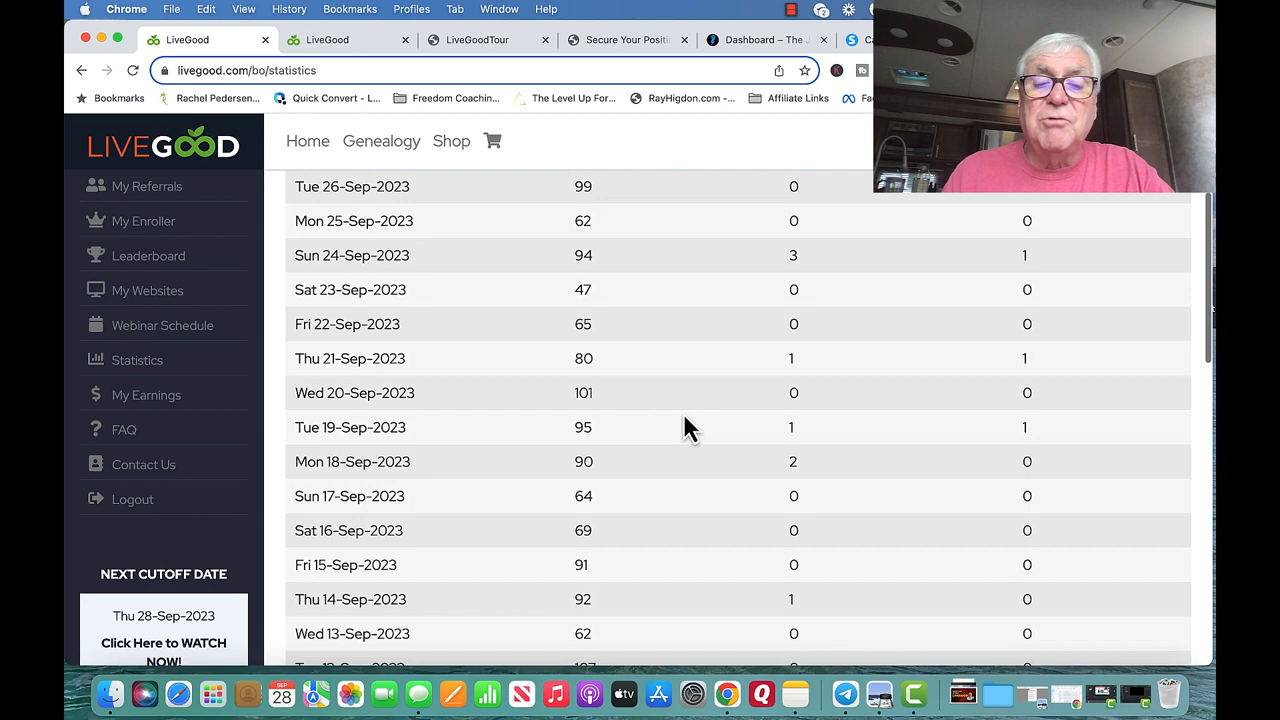 Chrome File Edit View History Bookmarks Profiles Tab Window Help
LiveGood LiveGood LiveGoodTour Secure Your Positi Dashboard – The J
livegood.com/bo/statistics
Bookmarks Rachel Pedersen... Quick Convert - L... Freedom Coachin... The Level Up For... RayHigdon.com -... Affiliate Links
LIVEGOOD Home Genealogy Shop
My Referrals
My Enroller
Leaderboard
My Websites
Webinar Schedule
Statistics
My Earnings
FAQ
Contact Us
Logout
NEXT CUTOFF DATE
Thu 28-Sep-2023
Click Here to WATCH
NOW!
Tue 26-Sep-2023 99 0
Mon 25-Sep-2023 62 0 0
Sun 24-Sep-2023 94 3 1
Sat 23-Sep-2023 47 0 0
Fri 22-Sep-2023 65 0 0
Thu 21-Sep-2023 80 1 1
Wed 20-Sep-2023 101 0 0
Tue 19-Sep-2023 95 1 1
Mon 18-Sep-2023 90 2 0
Sun 17-Sep-2023 64 0 0
Sat 16-Sep-2023 69 0 0
Fri 15-Sep-2023 91 0 0
Thu 14-Sep-2023 92 1 0
Wed 13-Sep-2023 62 0 0
SEP
28
tv